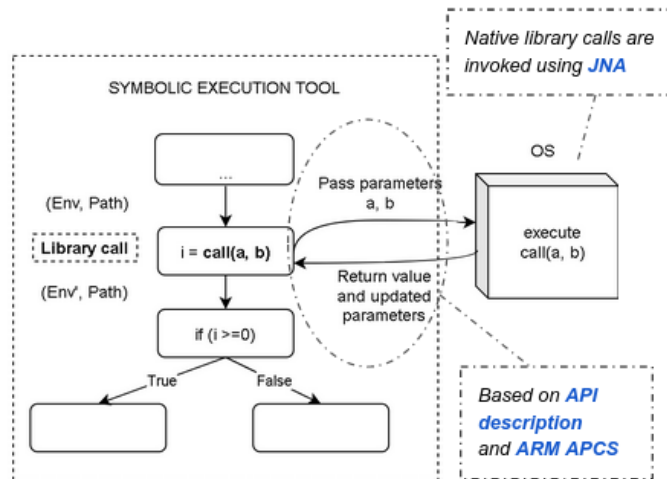 Native library calls are
invoked using JNA
SYMBOLIC EXECUTION TOOL
OS
...
Pass parameters
a, b
(Env, Path)
execute
call(a, b)
Library call
i = call(a, b)
(Env', Path)
Return value
and updated
parameters
if (i >=0)
True
False
Based on API
description
and ARM APCS